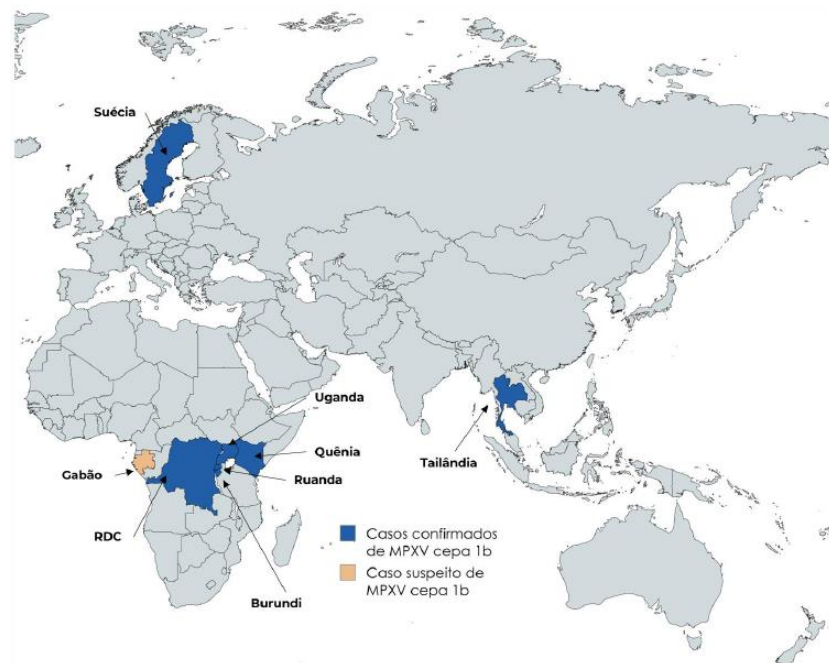 Suécia
Uganda
Quênia
Gabão
Ruanda
Tailândia
RDC
Burundi
Casos confirmados
de MPXV cepa 1b
Caso suspeito de
MPXV cepa 1b